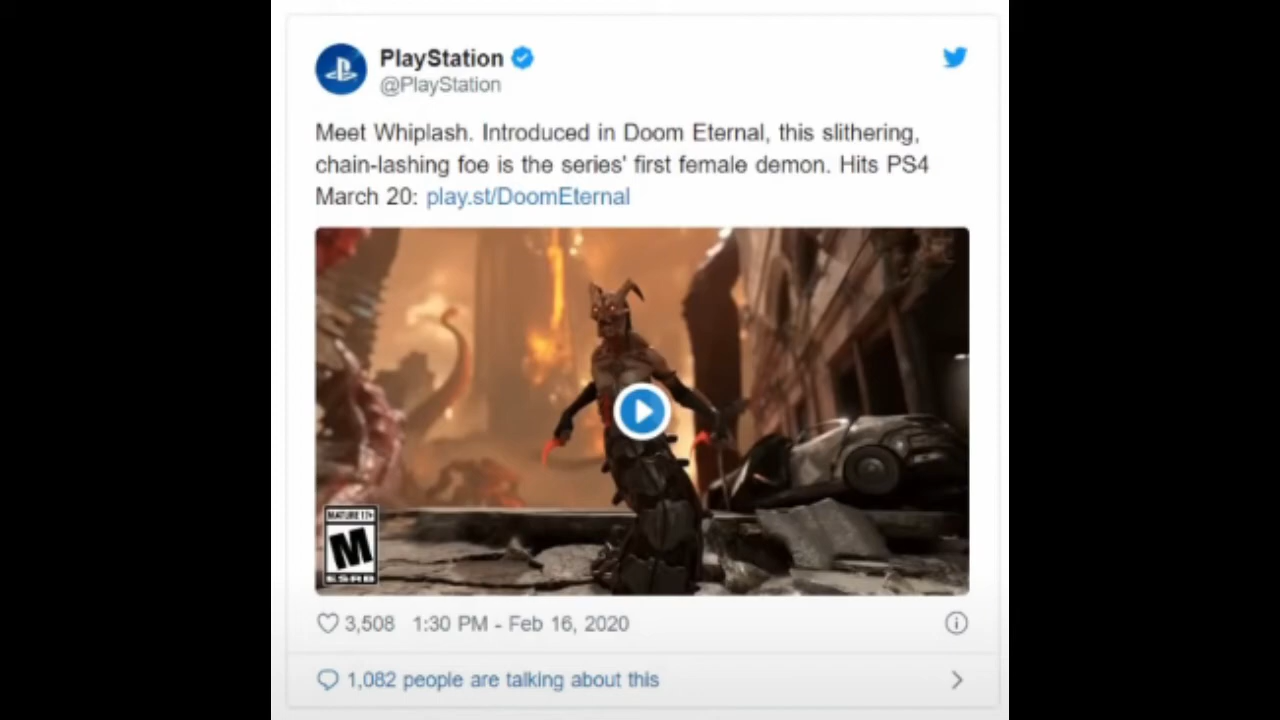 PlayStation
@PlayStation
Meet Whiplash. Introduced in Doom Eternal, this slithering,
chain-lashing foe is the series' first female demon. Hits PS4
March 20: play.st/DoomEternal
MATURE 17+
M
ESRB
3,508 1:30 PM - Feb 16, 2020
1,082 people are talking about this